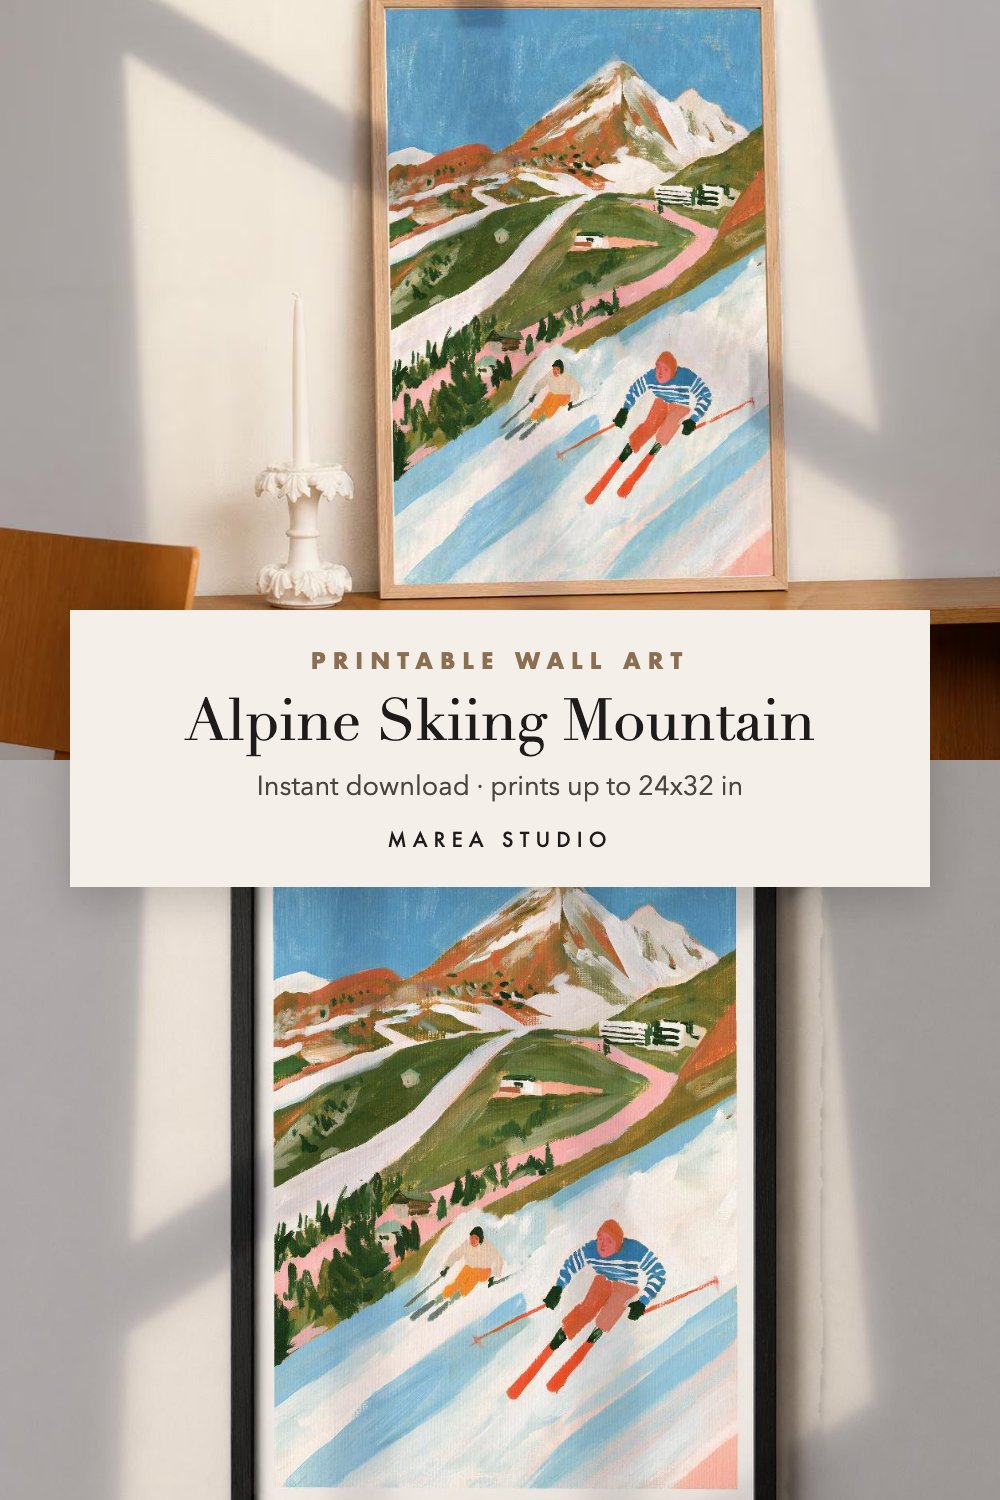 PRINTABLE WALL ART
Alpine Skiing Mountain
Instant download · prints up to 24x32 in
MAREA STUDIO